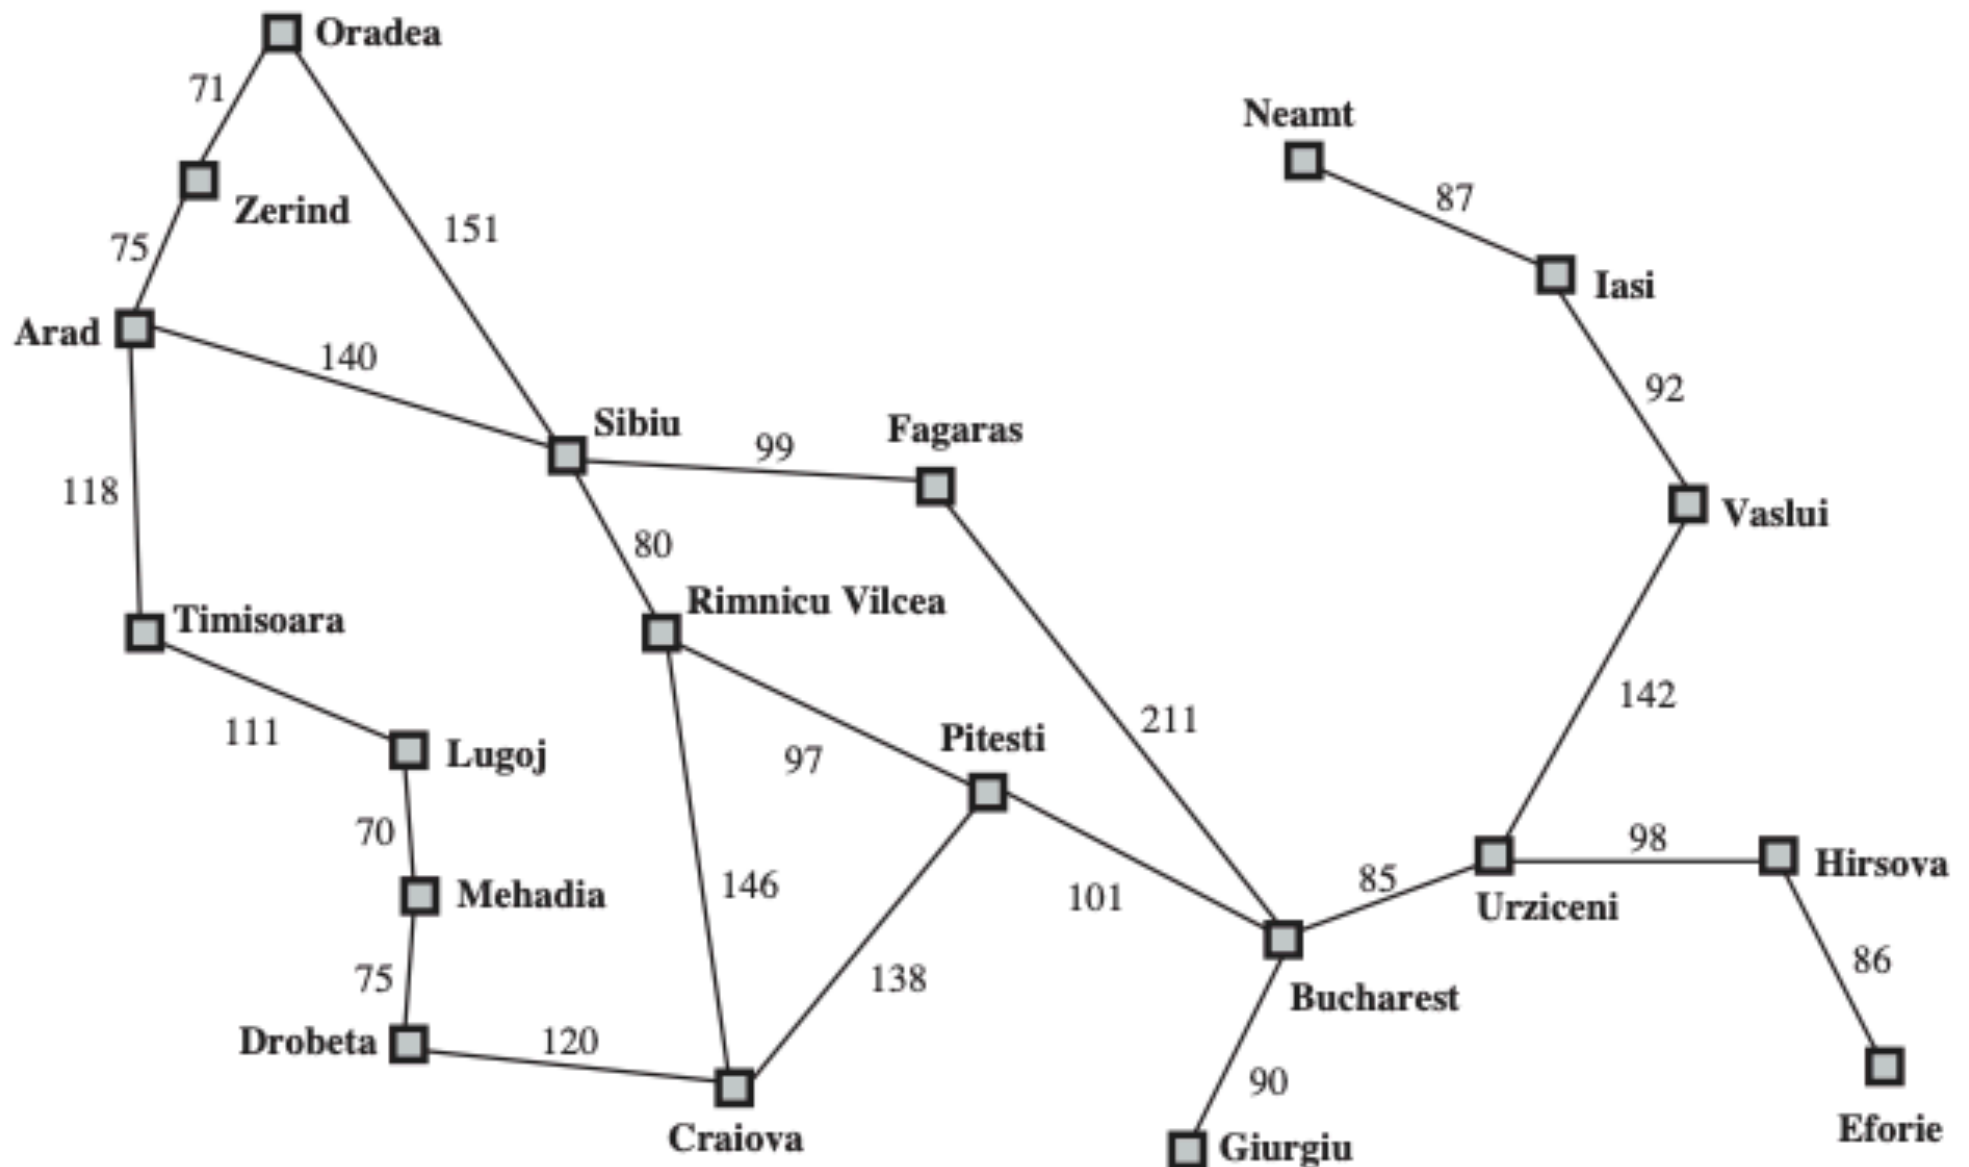 Oradea
71
Neamt
87
Zerind
151
75
Iasi
Arad
140
92
Sibiu
99
Fagaras
118
Vaslui
80
Timisoara
Rimnicu Vilcea
142
211
111
Lugoj
97
Pitesti
70
98
Hirsova
146
85
Mehadia
101
Urziceni
86
75
138
Bucharest
Drobeta
120
90
Eforie
Craiova
Giurgiu